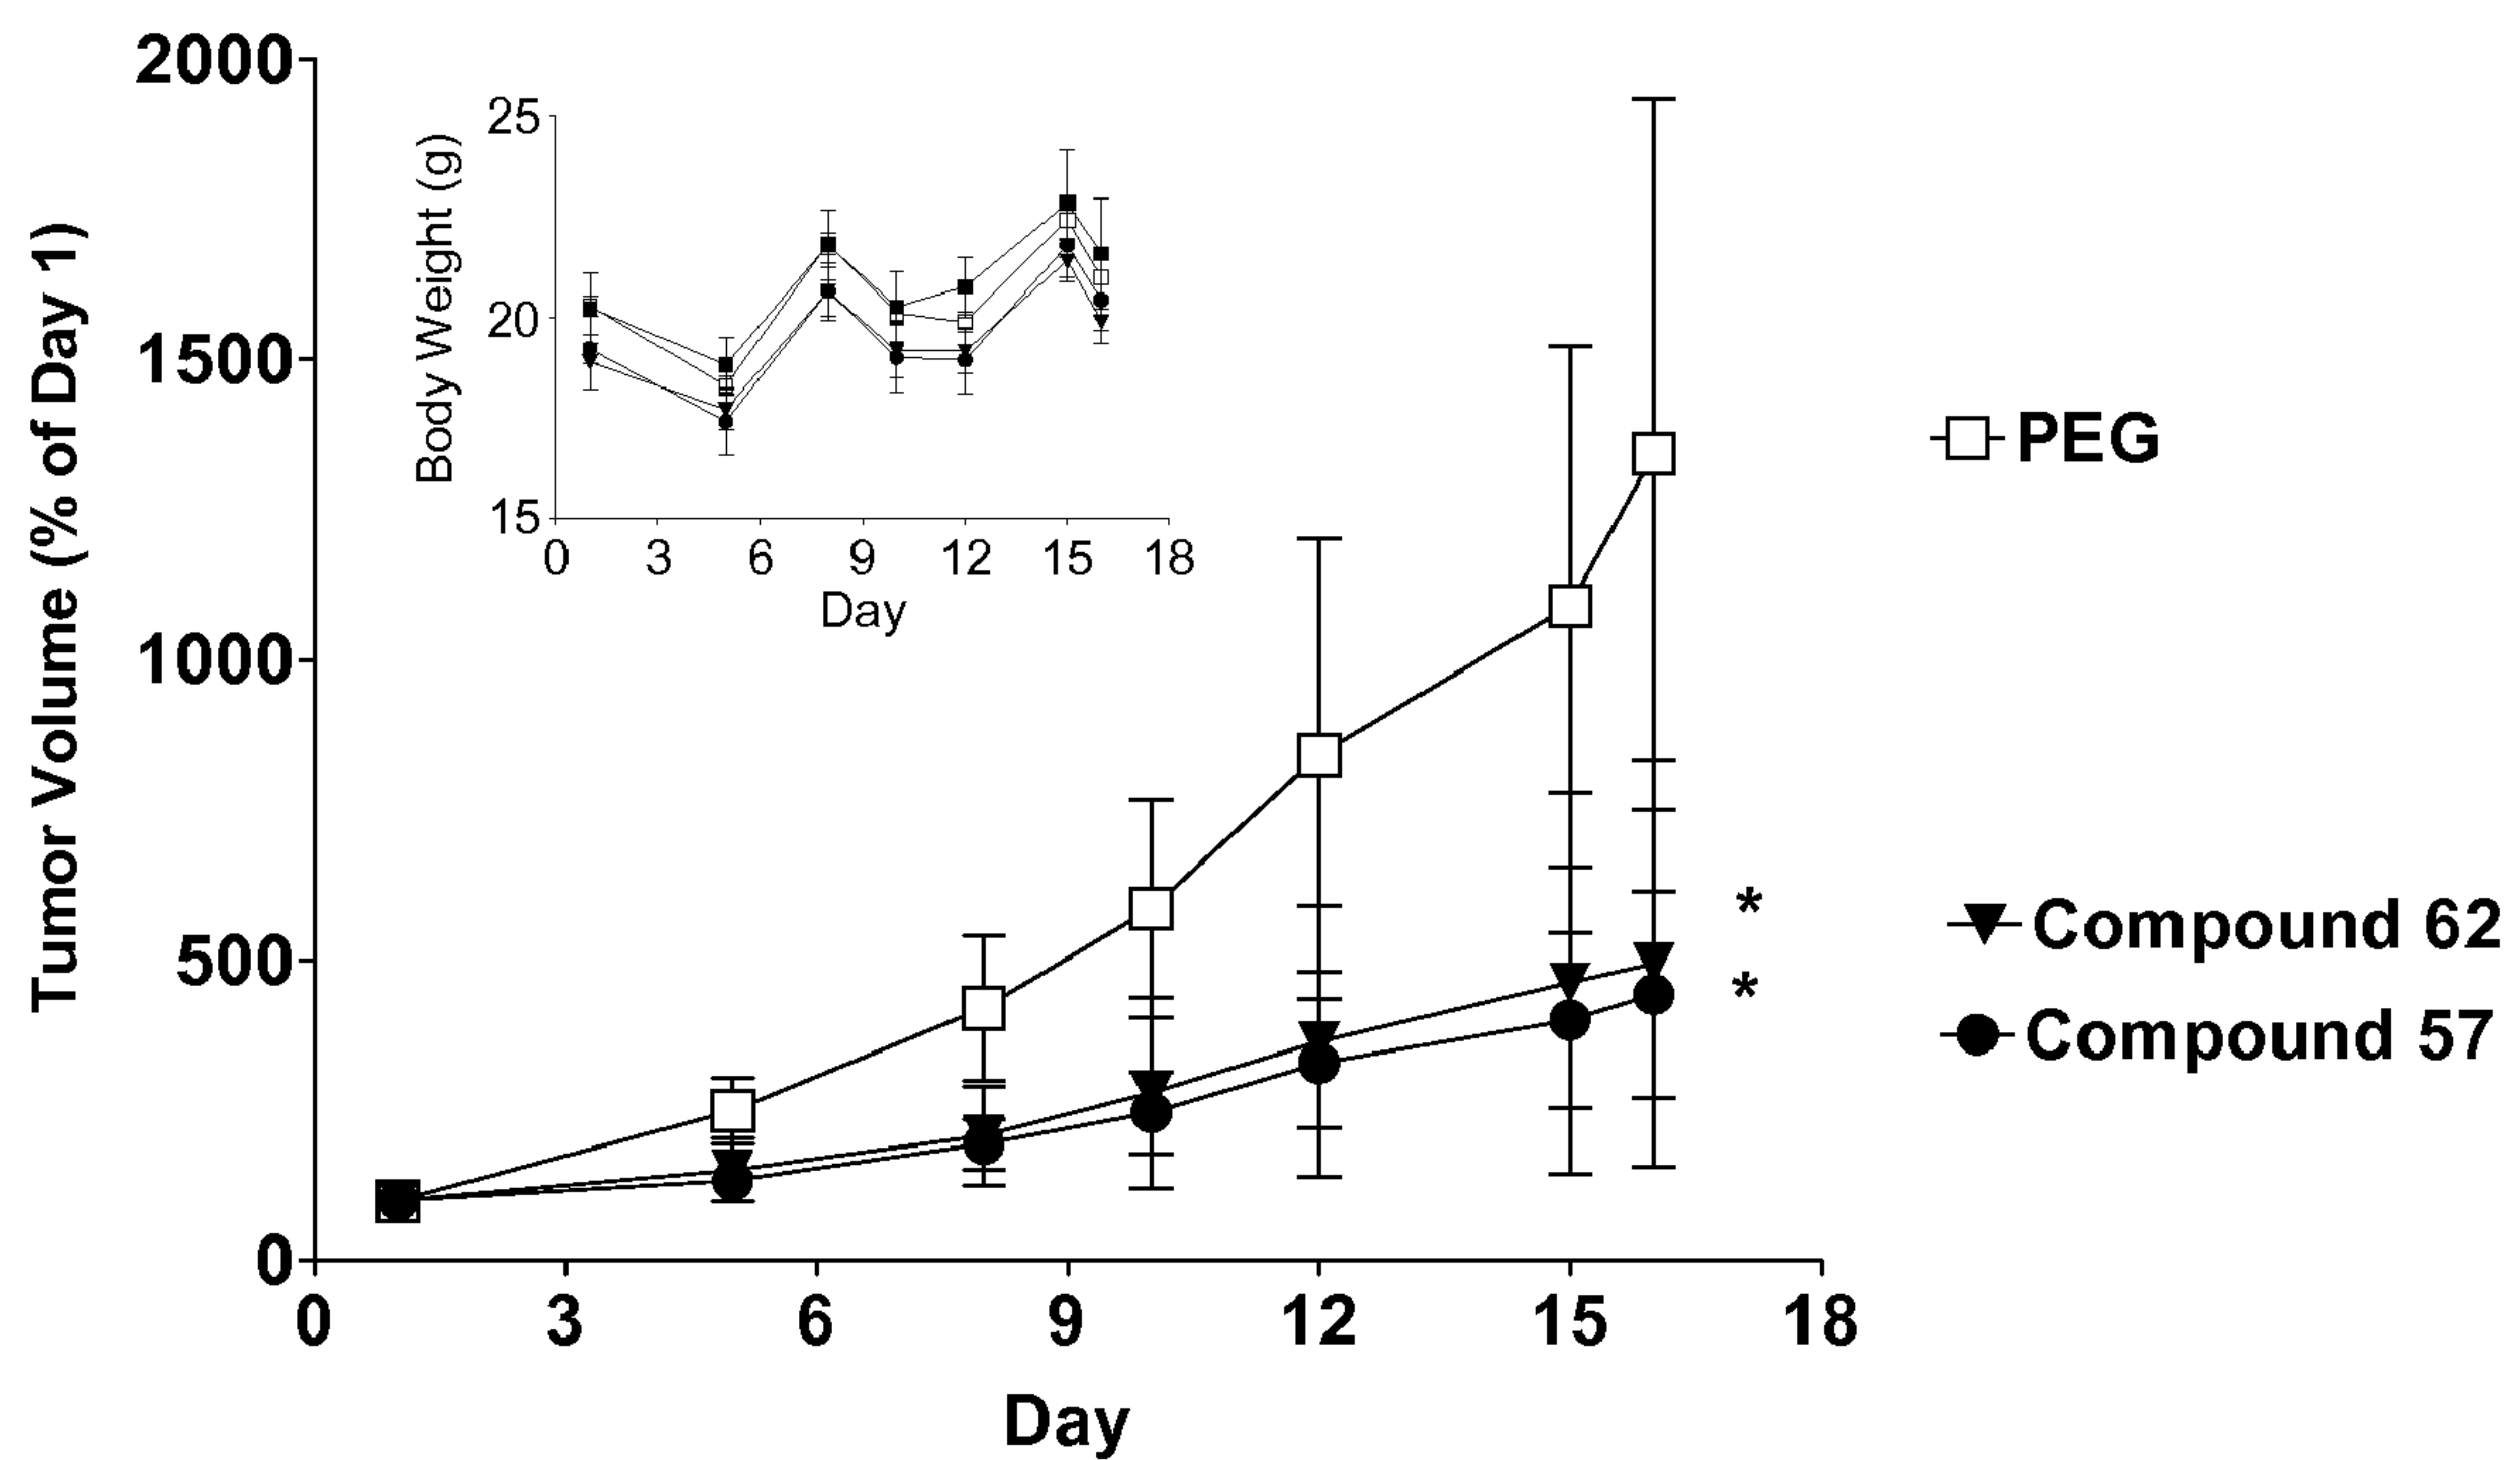 2000
1500
1000
500
0
Tumor Volume (% of Day 1)
25
20
15
Body Weight (g)
0 3 6 9 12 15 18
Day
PEG
*
Compound 62
*
Compound 57
0 3 6 9 12 15 18
Day